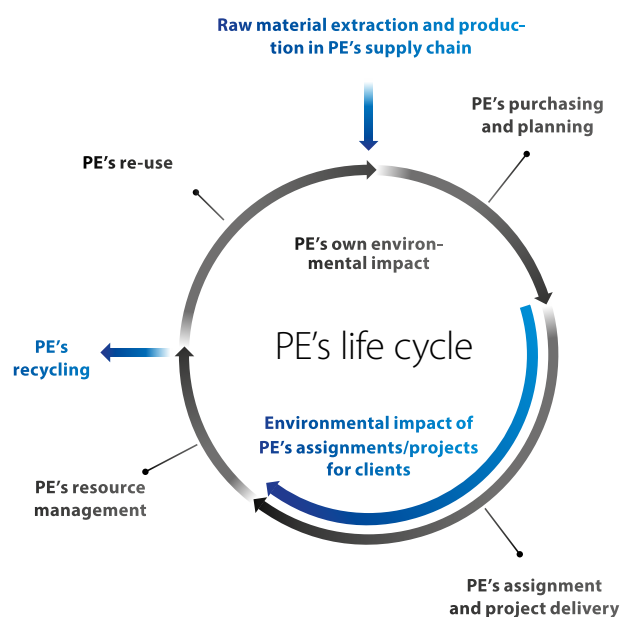 Raw material extraction and produc-
tion in PE’s supply chain
PE’s purchasing
and planning
PE’s re-use
PE’s own environ-
mental impact
PE’s life cycle
PE’s
recycling
Environmental impact of
PE’s assignments/projects
for clients
PE’s resource
management
PE’s assignment
and project delivery